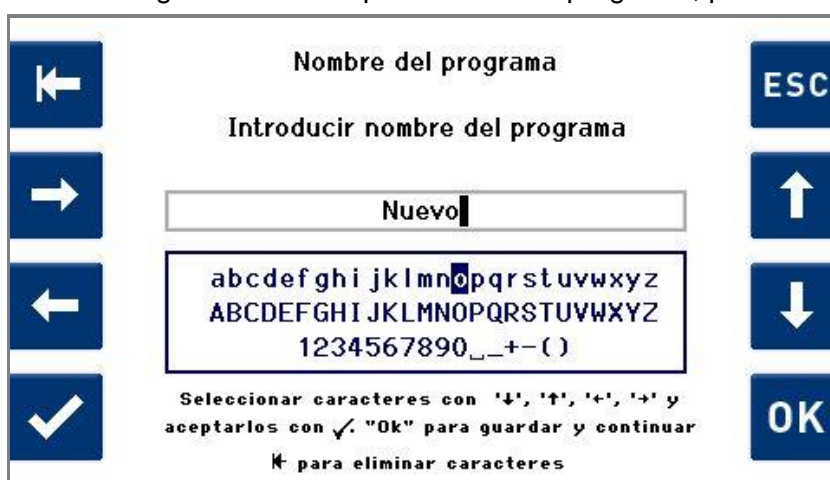 Nombre del programa
ESC
Introducir nombre del programa
Nuevo
abcdefghijklmnopqrstuvwxyz
ABCDEFGHIJKLMNOPQRSTUVWXYZ
1234567890␣_+-()
Seleccionar caracteres con '↓', '↑', '←', '→' y
aceptarlos con ✓. "Ok" para guardar y continuar
OK
para eliminar caracteres